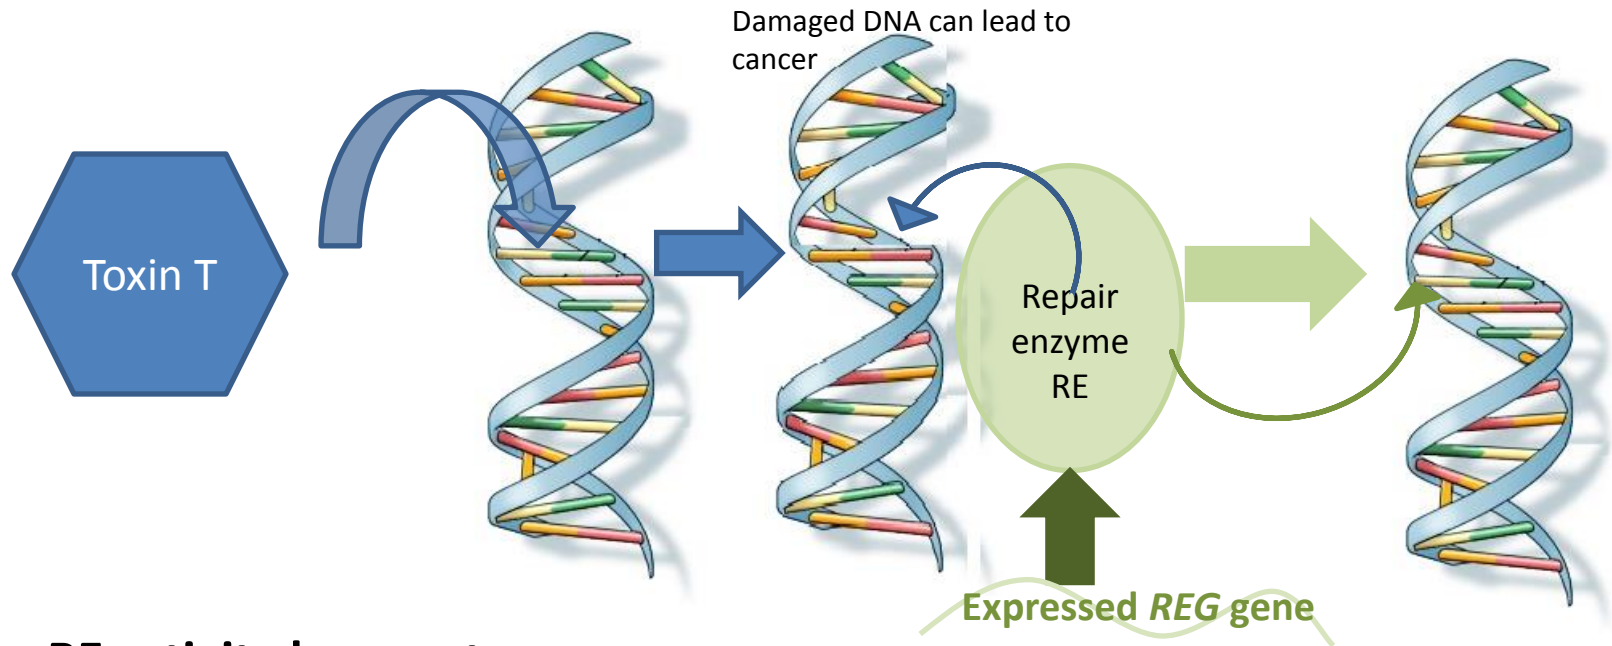 Damaged DNA can lead to
cancer
Toxin T
Repair
enzyme
RE
Expressed REG gene